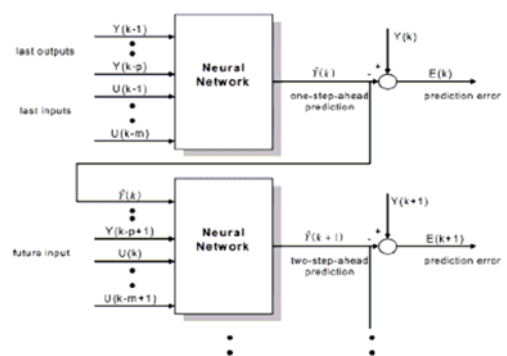 Y(k-1)
last outputs
Y(k-p)
U(k-1)
last inputs
U(k-m)
Neural
Network
Ŷ(k)
one-step-ahead
prediction
Y(k)
+
-
E(k)
prediction error
Ŷ(k)
Y(k-p+1)
future input
U(k)
U(k-m+1)
Neural
Network
Ŷ(k+1)
two-step-ahead
prediction
Y(k+1)
+
-
E(k+1)
prediction error